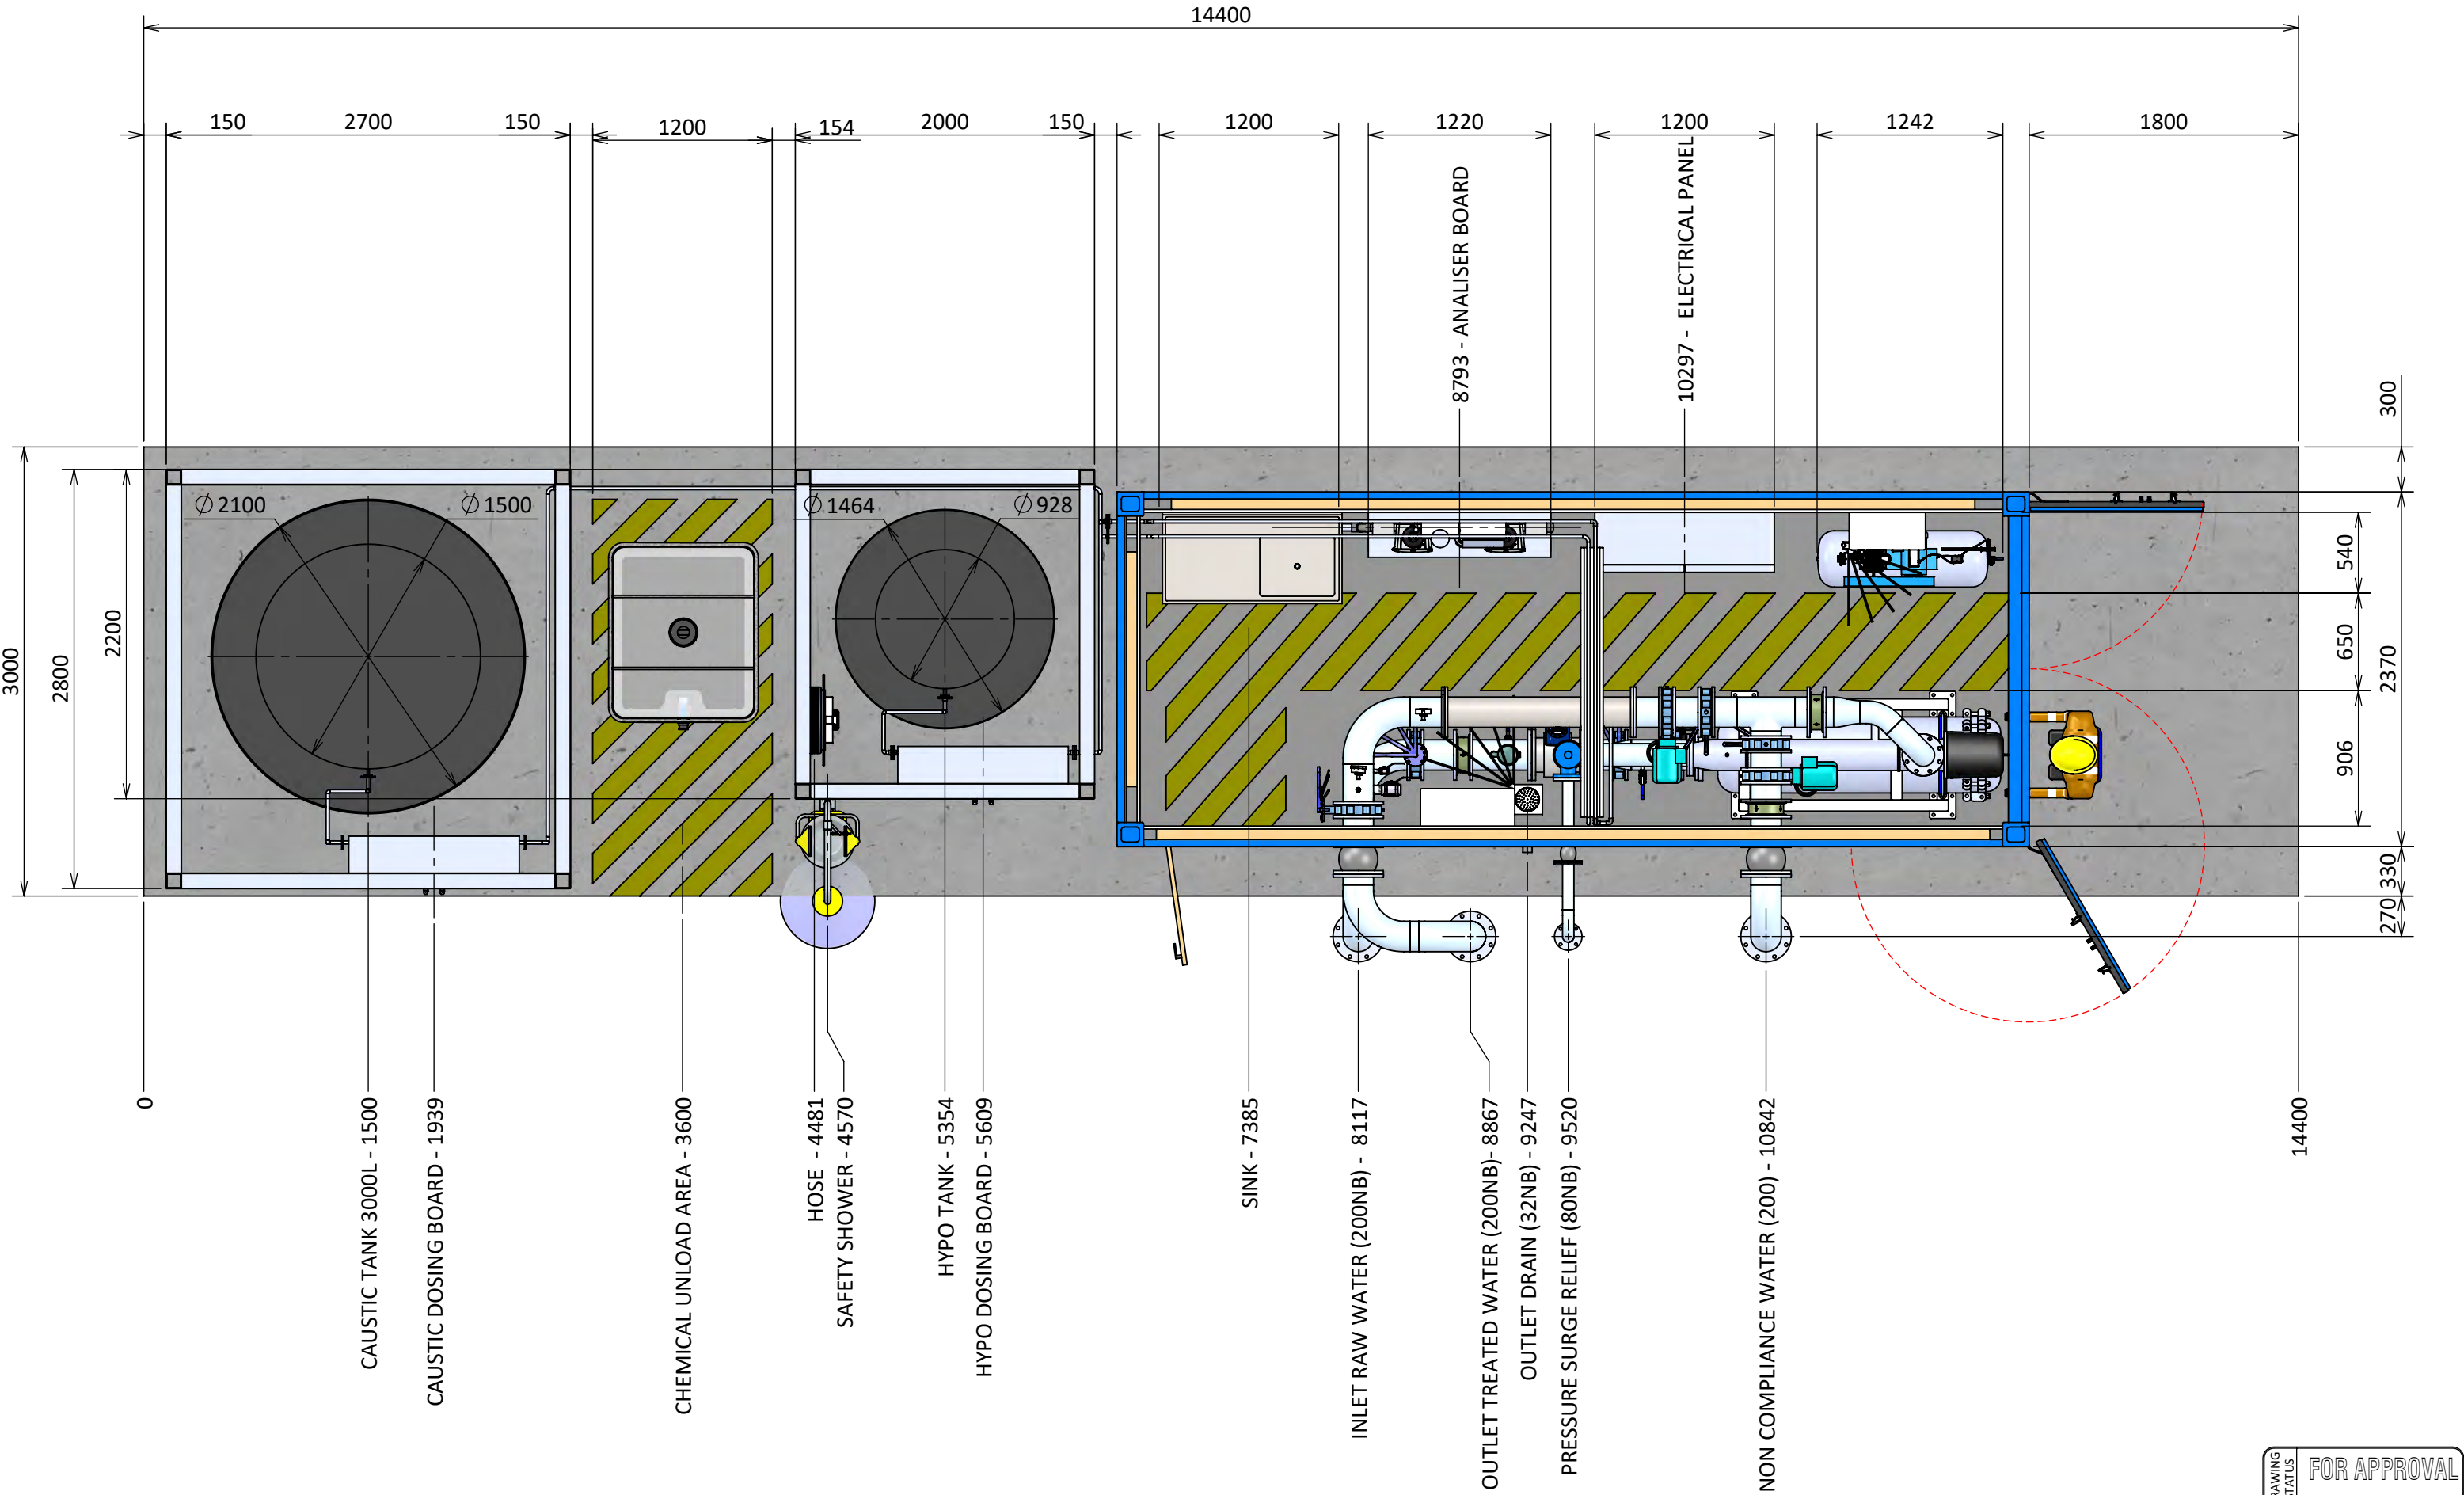 14400
150
2700
150
1200
154
2000
150
1200
1220
1200
1242
1800
8793 - ANALISER BOARD
10297 - ELECTRICAL PANEL
300
540
650
2370
906
330
270
3000
2800
2200
∅ 2100
∅ 1500
∅ 1464
∅ 928
0
CAUSTIC TANK 3000L - 1500
CAUSTIC DOSING BOARD - 1939
CHEMICAL UNLOAD AREA - 3600
HOSE - 4481
SAFETY SHOWER - 4570
HYPO TANK - 5354
HYPO DOSING BOARD - 5609
SINK - 7385
INLET RAW WATER (200NB) - 8117
OUTLET TREATED WATER (200NB)- 8867
OUTLET DRAIN (32NB) - 9247
PRESSURE SURGE RELIEF (80NB) - 9520
NON COMPLIANCE WATER (200) - 10842
14400
FOR APPROVAL